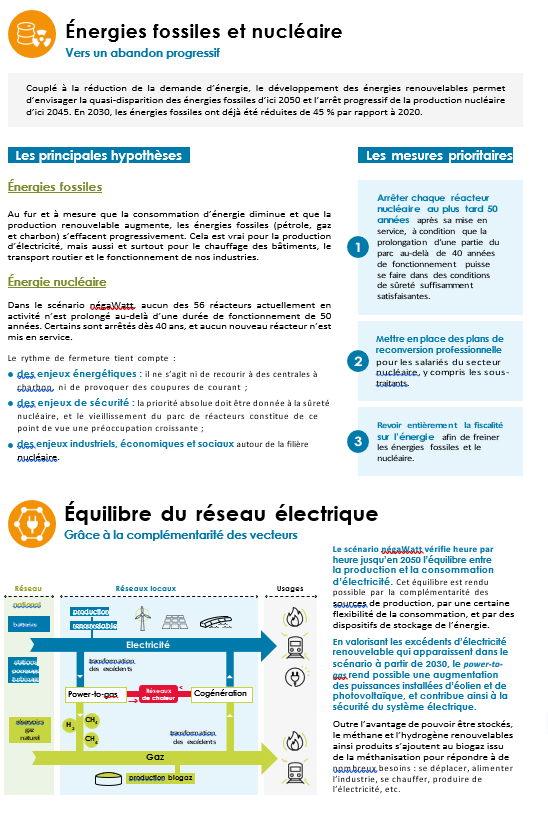 Énergies fossiles et nucléaire
Vers un abandon progressif
Couplé à la réduction de la demande d'énergie, le développement des énergies renouvelables permet
d'envisager la quasi-disparition des énergies fossiles d'ici 2050 et l'arrêt progressif de la production nucléaire
d'ici 2045. En 2030, les énergies fossiles ont déjà été réduites de 45 % par rapport à 2020.
Les principales hypothèses
Énergies fossiles
Au fur et à mesure que la consommation d'énergie diminue et que la
production renouvelable augmente, les énergies fossiles (pétrole, gaz
et charbon) s'effacent progressivement. Cela est vrai pour la production
d'électricité, mais aussi et surtout pour le chauffage des bâtiments, le
transport routier et le fonctionnement de nos industries.
Énergie nucléaire
Dans le scénario négaWatt, aucun des 56 réacteurs actuellement en
activité n'est prolongé au-delà d'une durée de fonctionnement de 50
années. Certains sont arrêtés dès 40 ans, et aucun nouveau réacteur n'est
mis en service.
Le rythme de fermeture tient compte :
• des enjeux énergétiques : il ne s'agit ni de recourir à des centrales à
charbon, ni de provoquer des coupures de courant ;
• des enjeux de sécurité : la priorité absolue doit être donnée à la sûreté
nucléaire, et le vieillissement du parc de réacteurs constitue de ce
point de vue une préoccupation croissante ;
• des enjeux industriels, économiques et sociaux autour de la filière
nucléaire.
Les mesures prioritaires
1
Arrêter chaque réacteur
nucléaire au plus tard 50
années après sa mise en
service, à condition que la
prolongation d'une partie du
parc au-delà de 40 années
de fonctionnement puisse
se faire dans des conditions
de sûreté suffisamment
satisfaisantes.
2
Mettre en place des plans de
reconversion professionnelle
pour les salariés du secteur
nucléaire, y compris les sous-
traitants.
3
Revoir entièrement la fiscalité
sur l'énergie afin de freiner
les énergies fossiles et le
nucléaire.
Équilibre du réseau électrique
Grâce à la complémentarité des vecteurs
Réseau
national
Réseaux locaux
Usages
batteries
production
renouvelable
Electricité
stations
pompage
turbinage
transformation
des excédents
Power-to-gas
Réseaux
de chaleur
Cogénération
réservoirs
gaz
naturel
H2
CH4
CH4
transformation
des excédents
Gaz
production biogaz
Le scénario négaWatt vérifie heure par
heure jusqu'en 2050 l'équilibre entre
la production et la consommation
d'électricité. Cet équilibre est rendu
possible par la complémentarité des
sources de production, par une certaine
flexibilité de la consommation, et par des
dispositifs de stockage de l'énergie.
En valorisant les excédents d'électricité
renouvelable qui apparaissent dans le
scénario à partir de 2030, le power-to-
gas rend possible une augmentation
des puissances installées d'éolien et de
photovoltaïque, et contribue ainsi à la
sécurité du système électrique.
Outre l'avantage de pouvoir être stockés,
le méthane et l'hydrogène renouvelables
ainsi produits s'ajoutent au biogaz issu
de la méthanisation pour répondre à de
nombreux besoins : se déplacer, alimenter
l'industrie, se chauffer, produire de
l'électricité, etc.